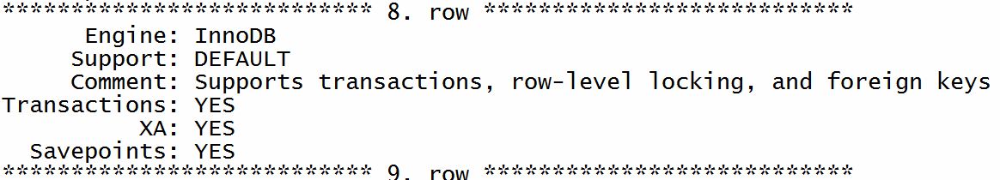 *************************** 8. row ***************************
      Engine: InnoDB
     Support: DEFAULT
     Comment: Supports transactions, row-level locking, and foreign keys
Transactions: YES
          XA: YES
  Savepoints: YES
*************************** 9. row ***************************